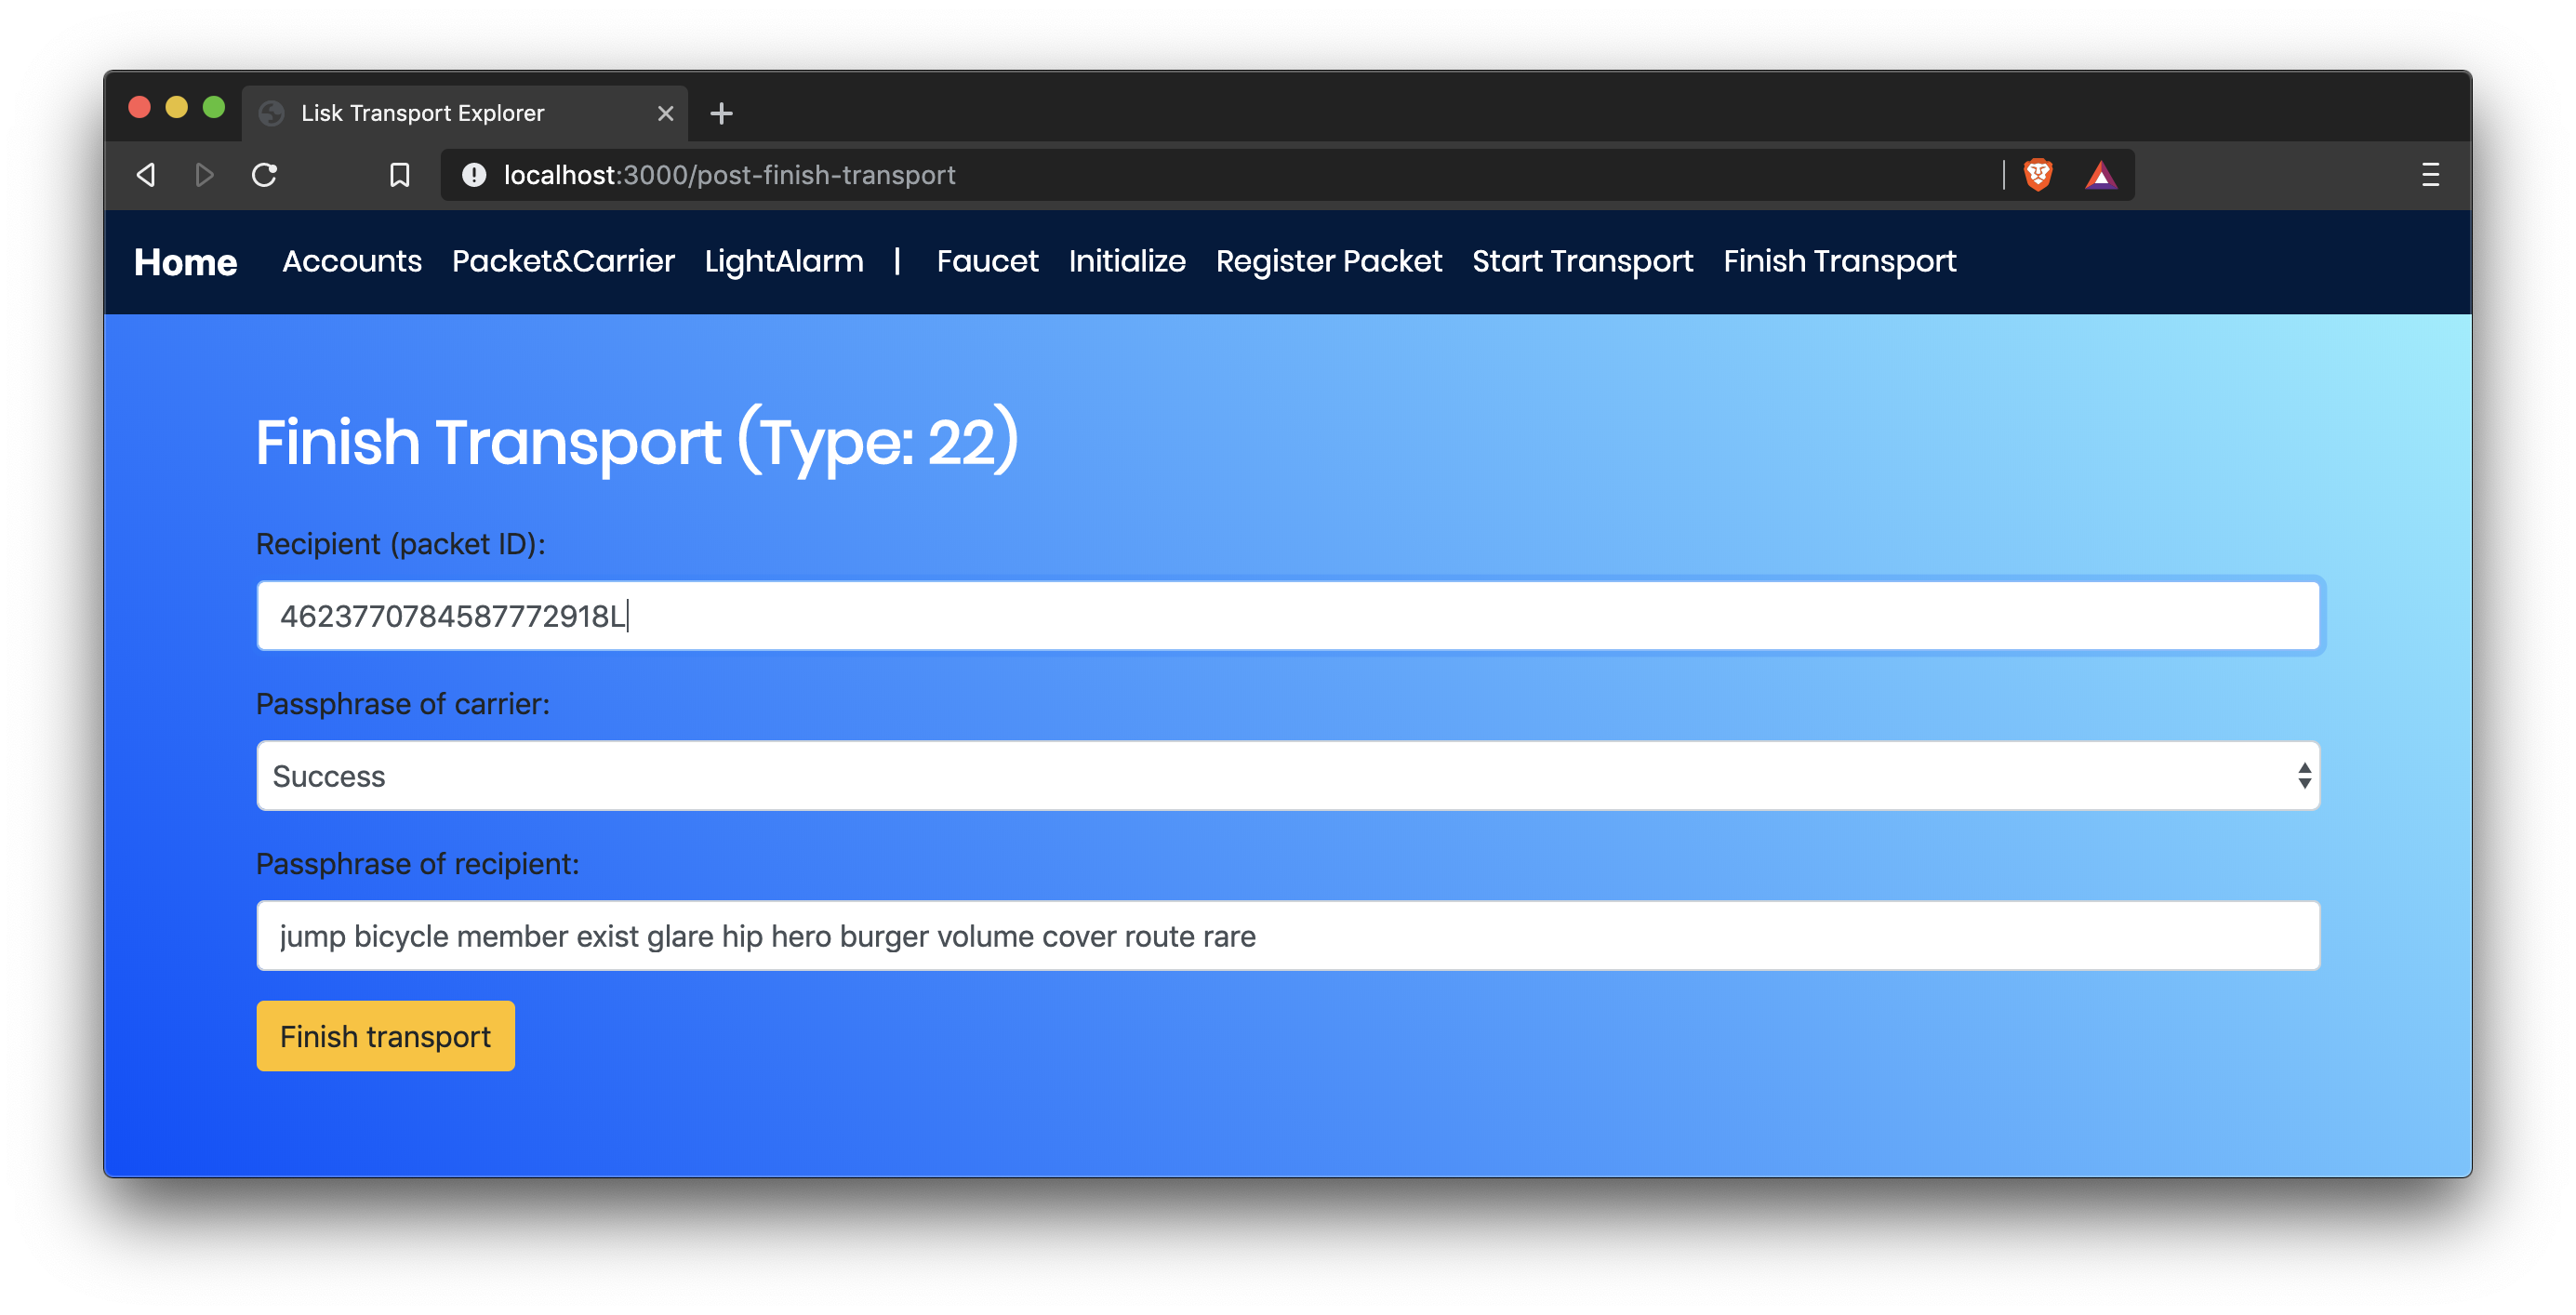 Lisk Transport Explorer
localhost:3000/post-finish-transport
Home Accounts Packet&Carrier LightAlarm | Faucet Initialize Register Packet Start Transport Finish Transport
Finish Transport (Type: 22)
Recipient (packet ID):
4623770784587772918L
Passphrase of carrier:
Success
Passphrase of recipient:
jump bicycle member exist glare hip hero burger volume cover route rare
Finish transport